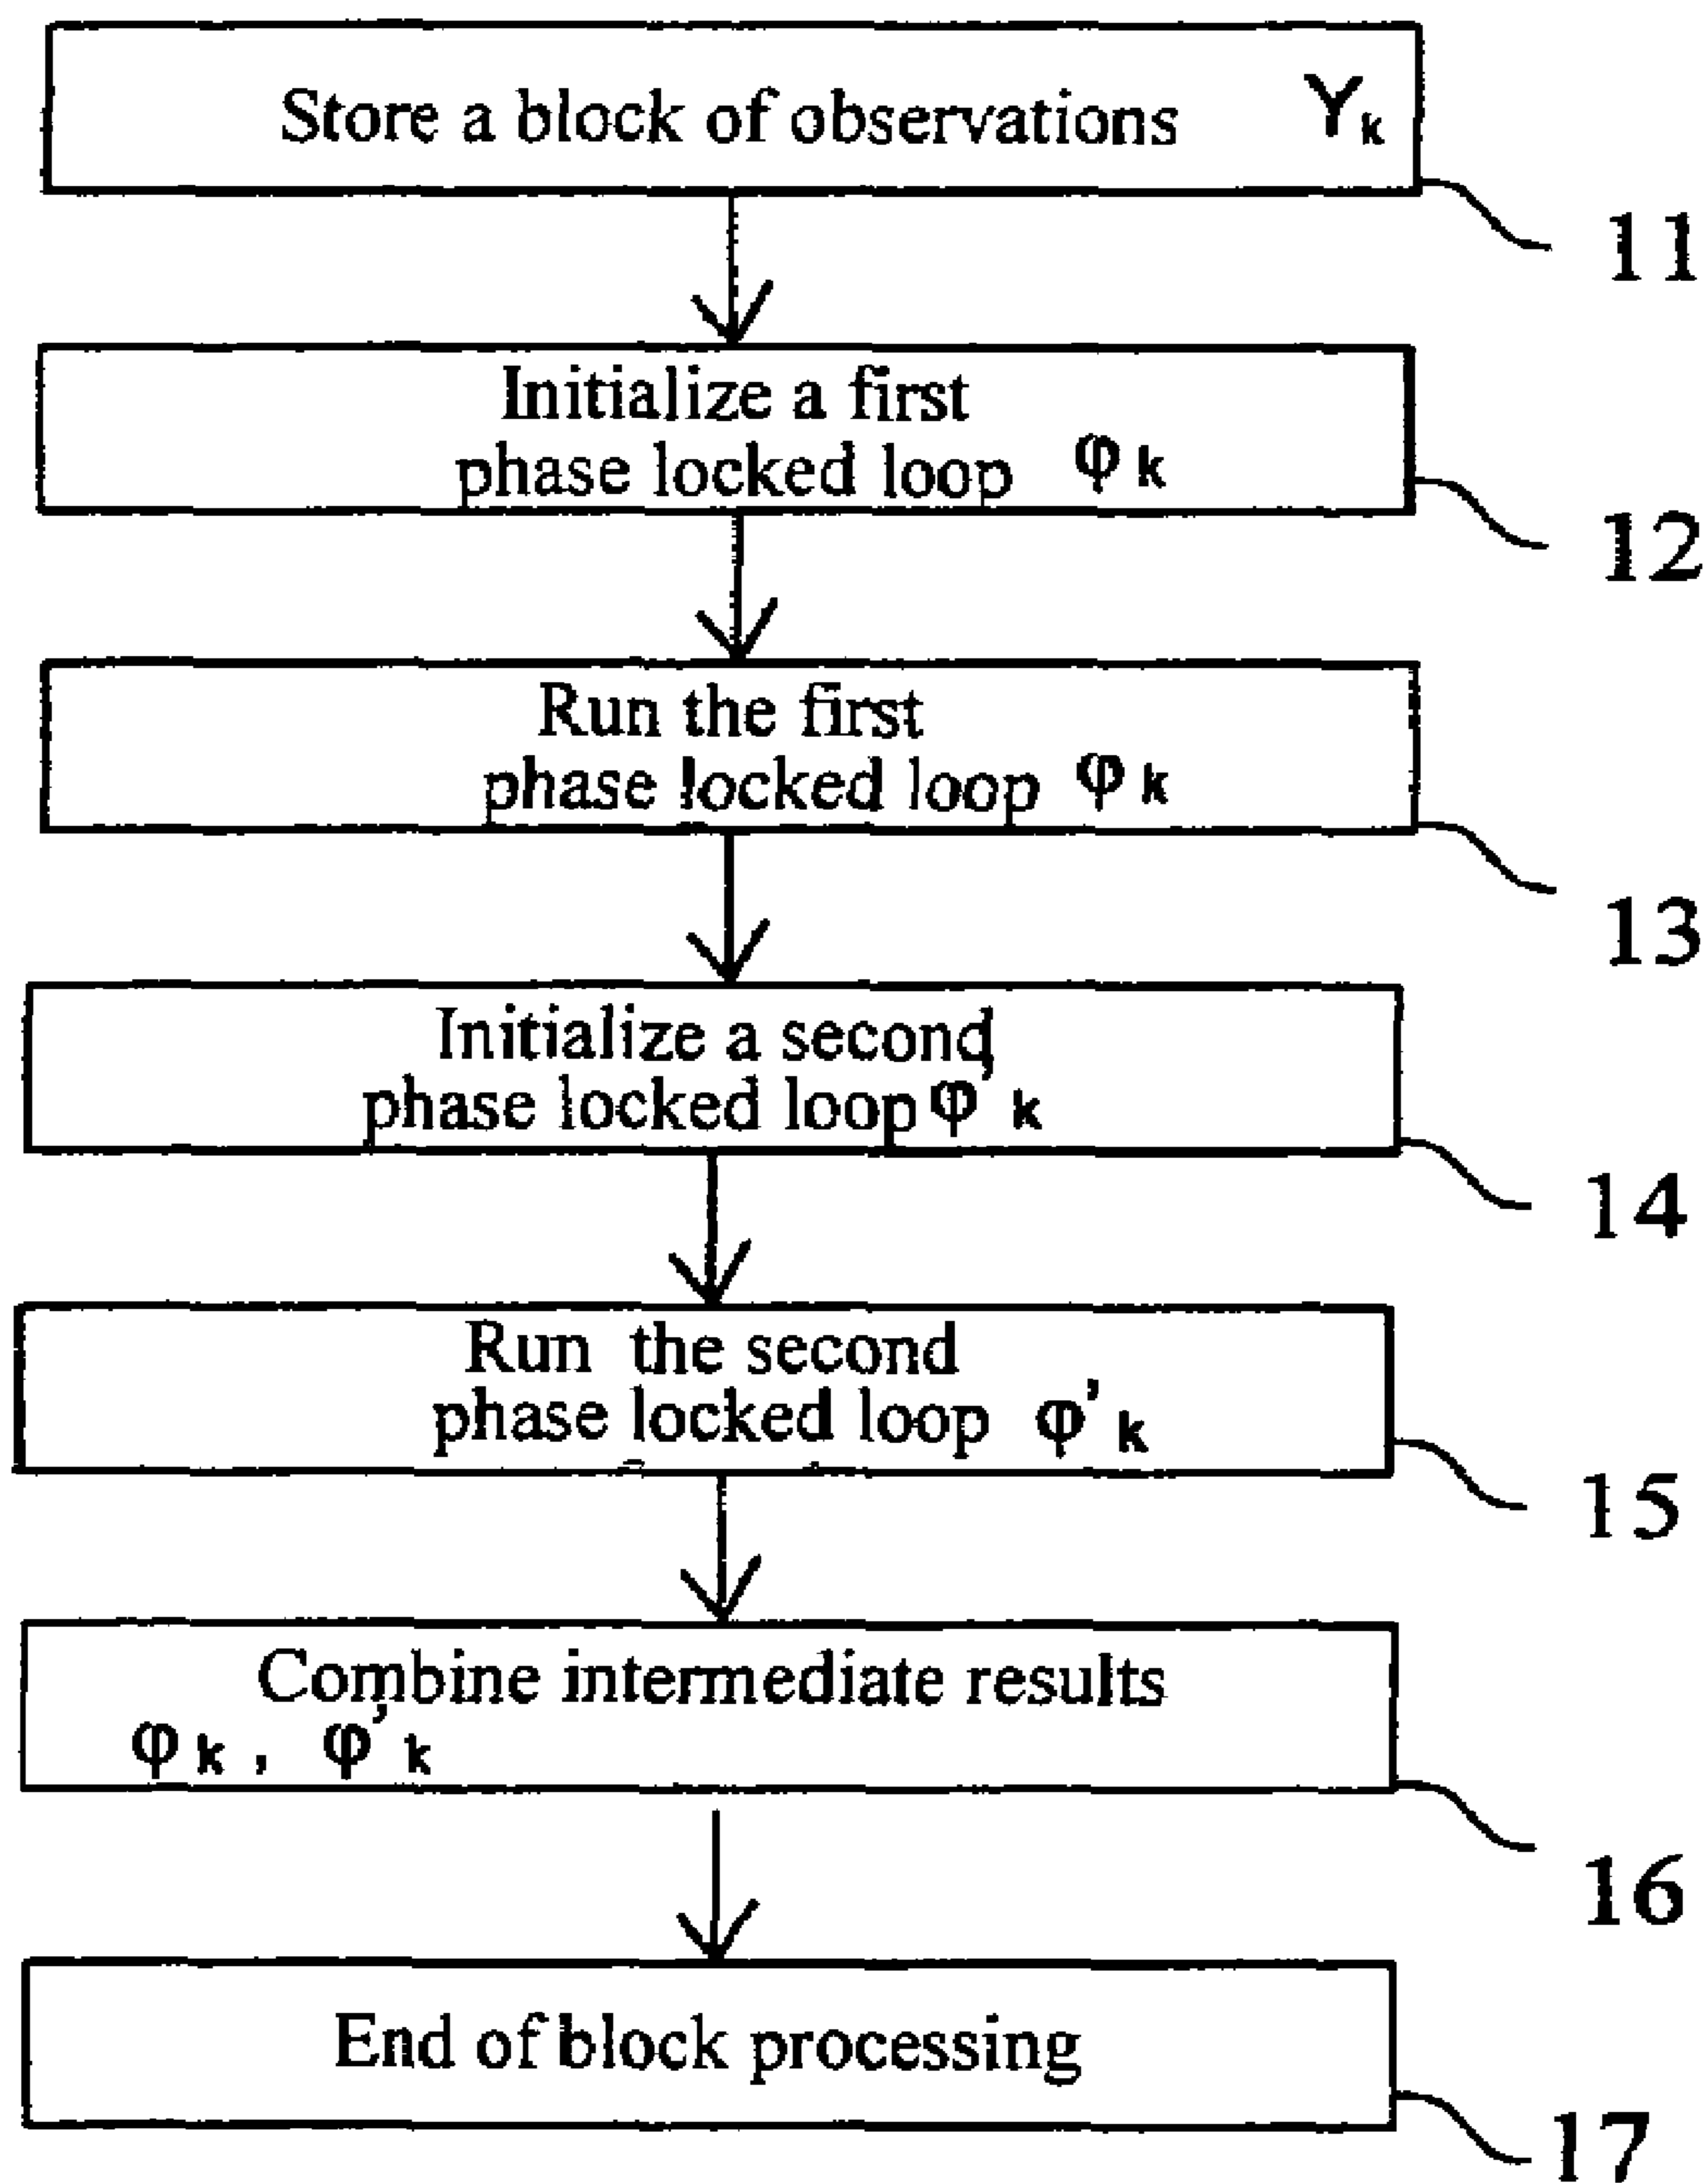 Store a block of observations Yk
11
Initialize a first
phase locked loop φk
12
Run the first
phase locked loop φk
13
Initialize a second
phase locked loop φ'k
14
Run the second
phase locked loop φ'k
15
Combine intermediate results
φk , φ'k
16
End of block processing
17